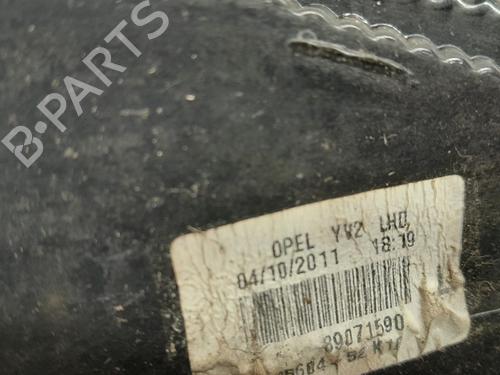 B-PARTS
OPEL YV2 LHD
04/10/2011 18:19
89071590